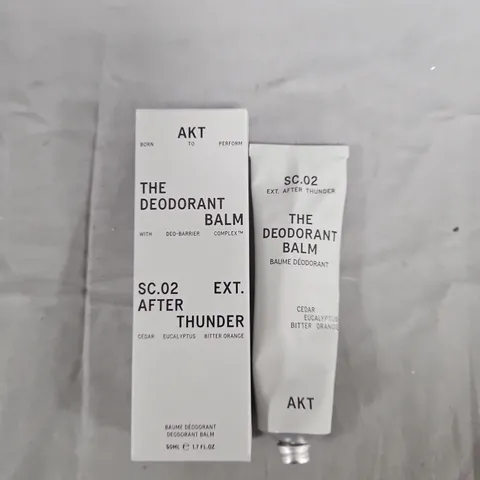 AKT
BORN TO PERFORM
THE
DEODORANT
BALM
WITH DEO-BARRIER COMPLEX™
SC.02 EXT.
AFTER
THUNDER
CEDAR EUCALYPTUS BITTER ORANGE
BAUME DÉODORANT
DEODORANT BALM
50ML ℮ 1.7 FL.OZ
SC.02
EXT. AFTER THUNDER
THE
DEODORANT
BALM
BAUME DÉODORANT
CEDAR
EUCALYPTUS
BITTER ORANGE
AKT